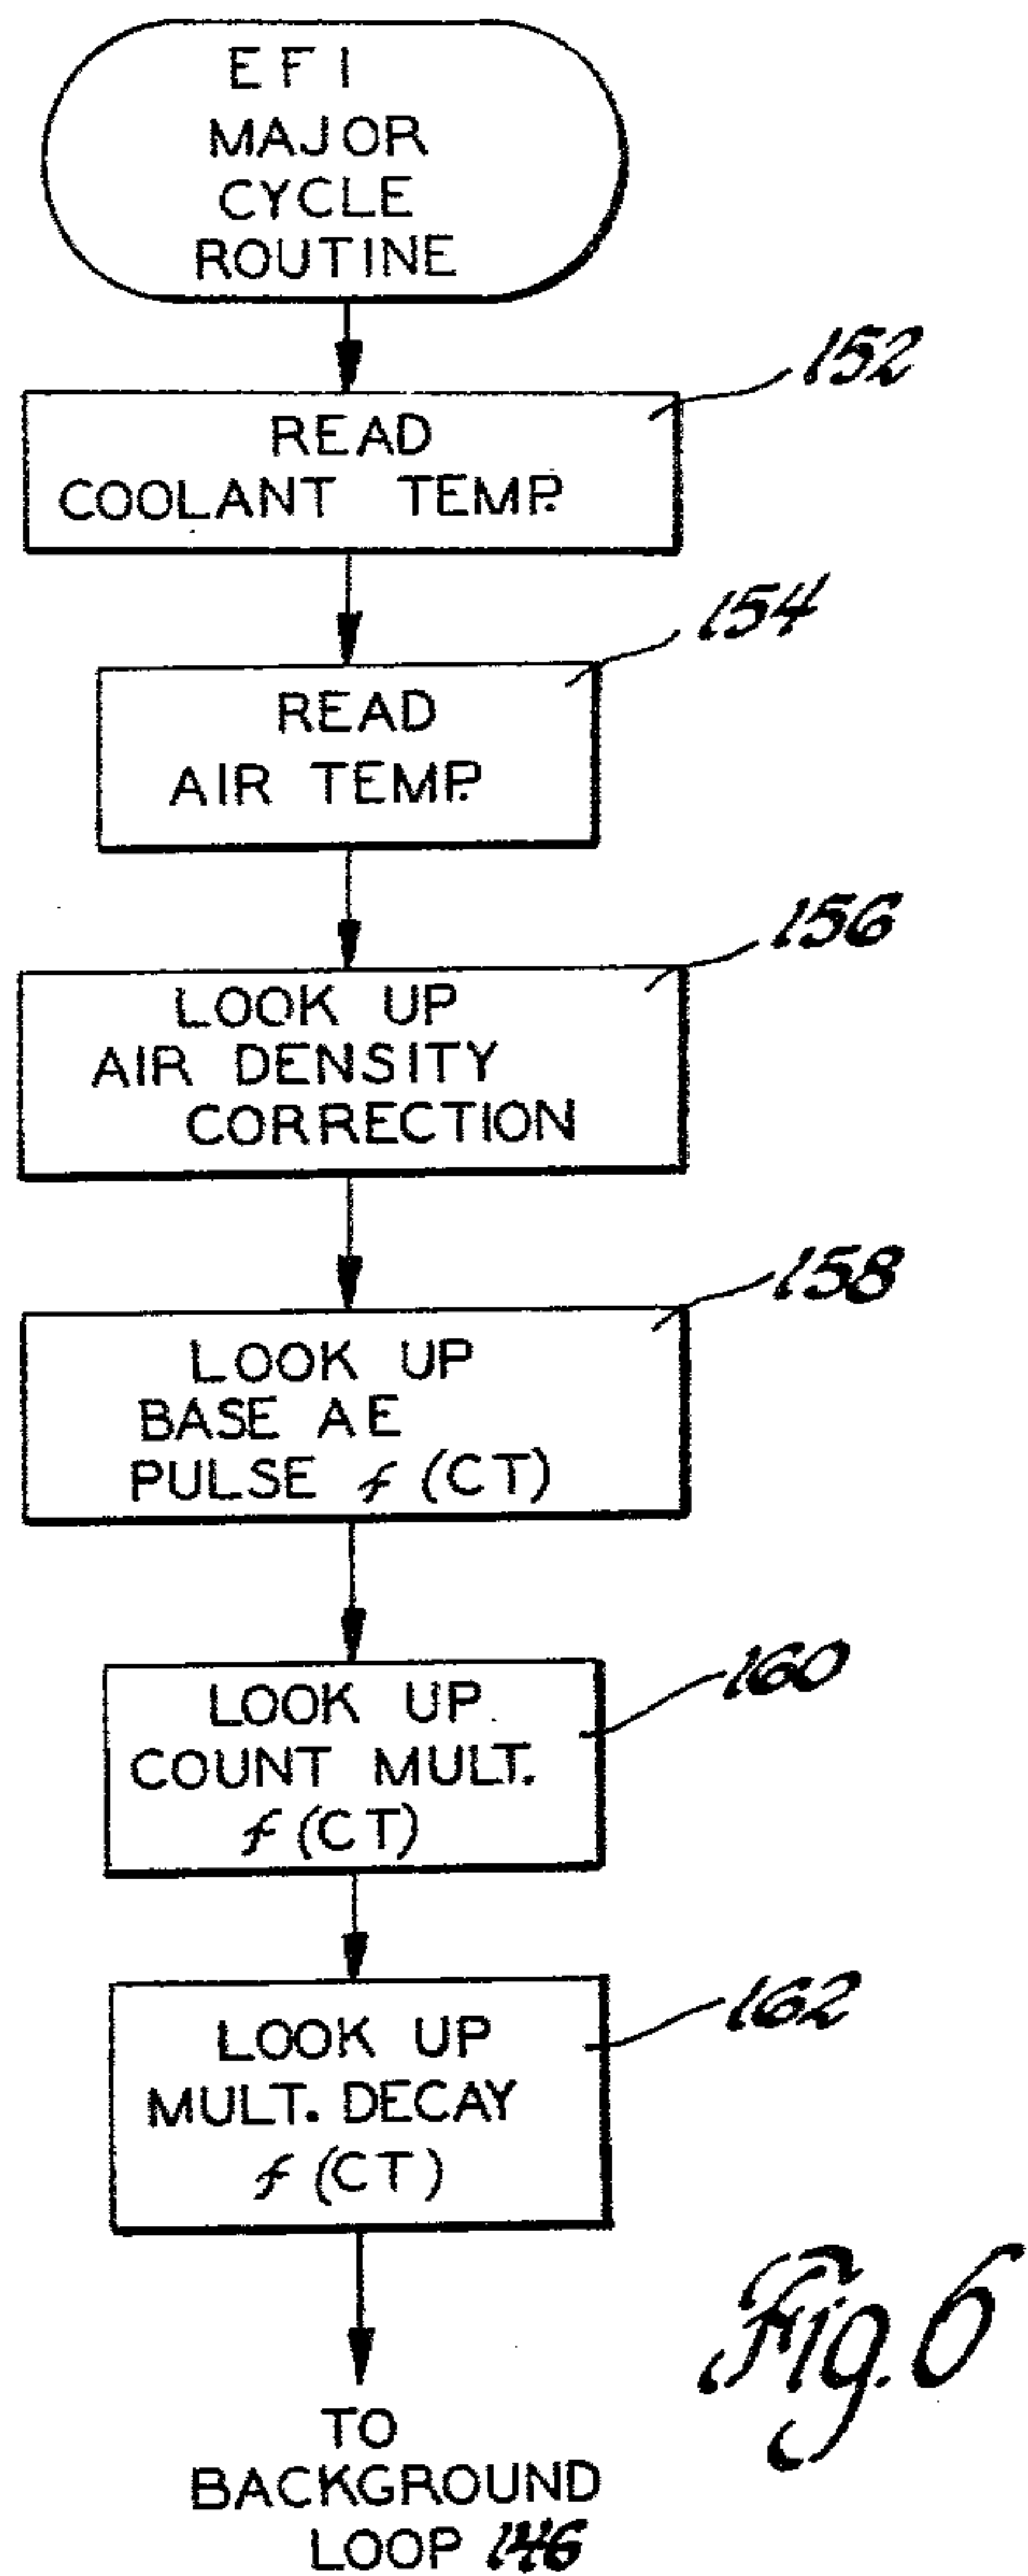 EFI
MAJOR
CYCLE
ROUTINE
152
READ
COOLANT TEMP.
154
READ
AIR TEMP.
156
LOOK UP
AIR DENSITY
CORRECTION
158
LOOK UP
BASE AE
PULSE f (CT)
160
LOOK UP
COUNT MULT.
f (CT)
162
LOOK UP
MULT. DECAY
f (CT)
TO
BACKGROUND
LOOP 146
Fig. 6